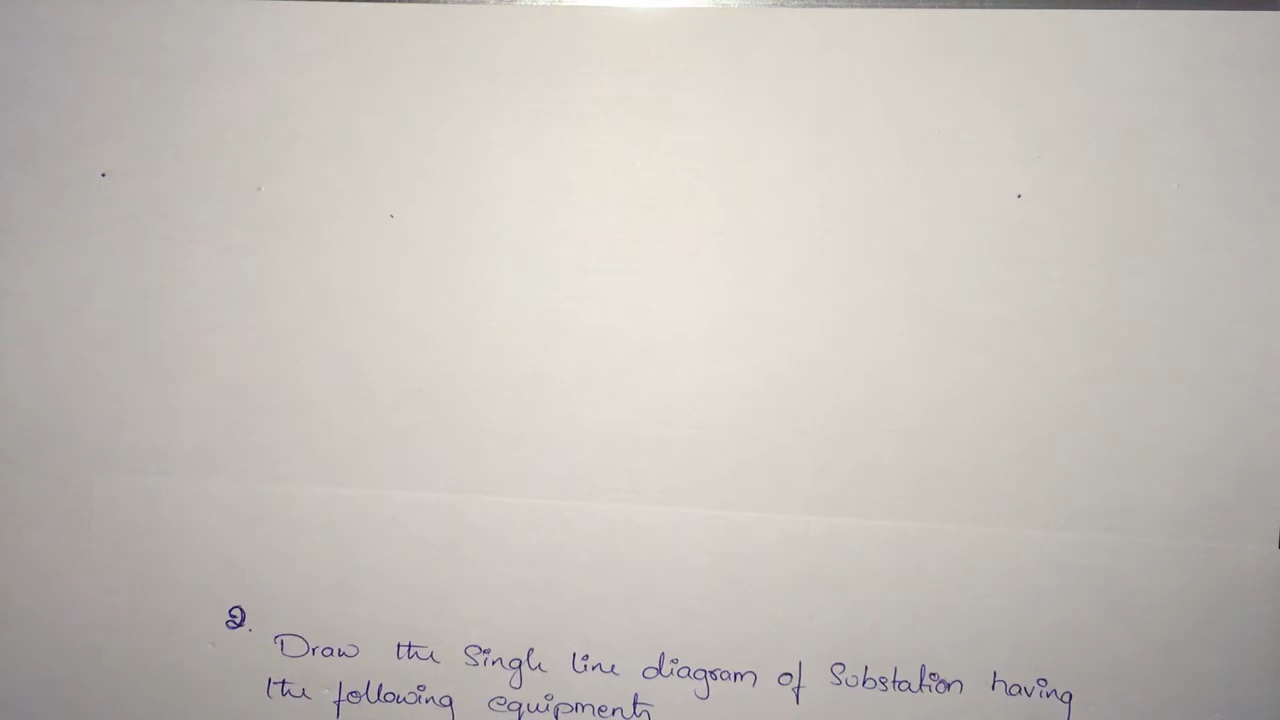 2.
Draw the Single line diagram of Substation having
the following equipments